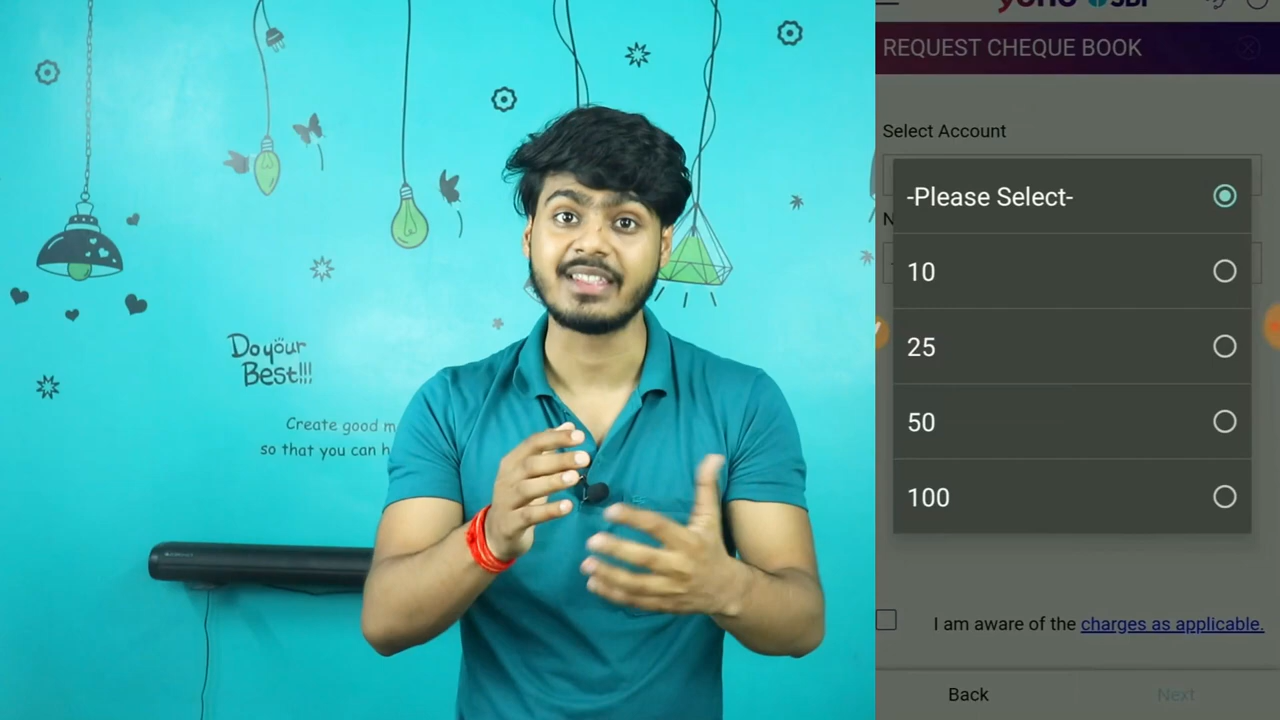 Do your
Best!!!
Create good m
so that you can h
SBI
REQUEST CHEQUE BOOK
Select Account
-Please Select-
10
25
50
100
I am aware of the charges as applicable.
Back
Next